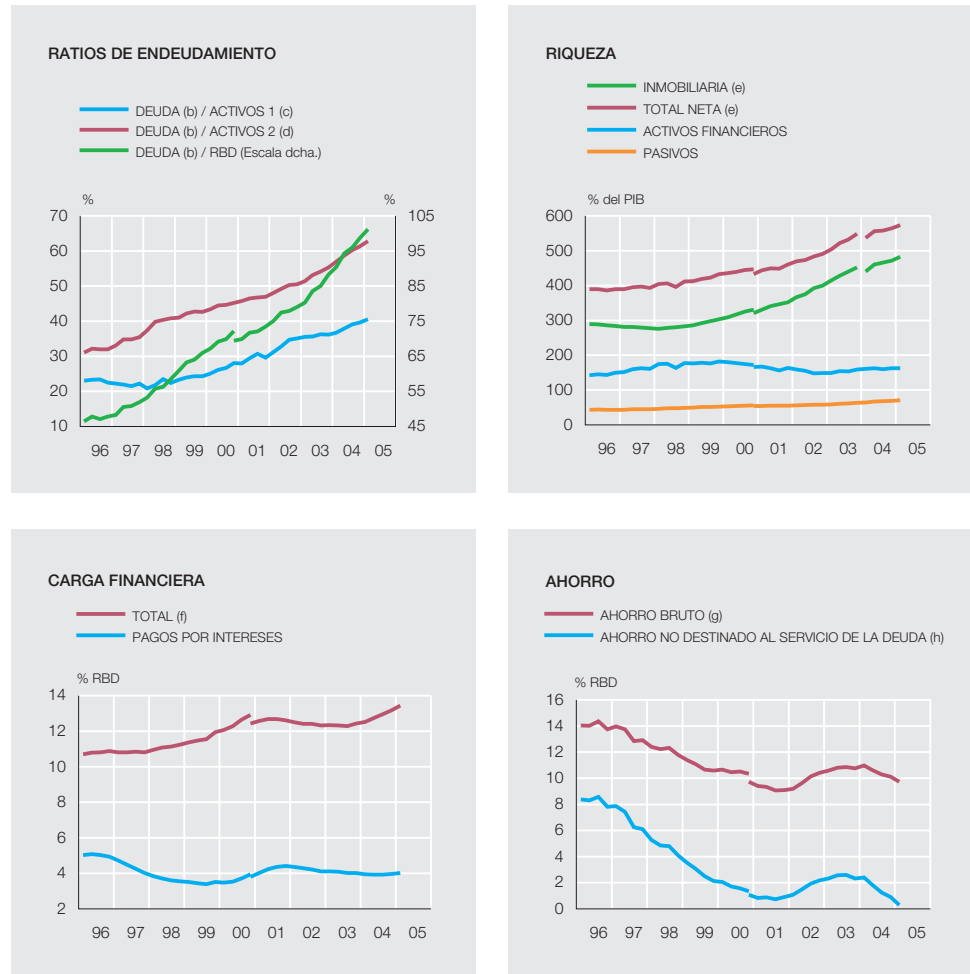 RATIOS DE ENDEUDAMIENTO
DEUDA (b) / ACTIVOS 1 (c)
DEUDA (b) / ACTIVOS 2 (d)
DEUDA (b) / RBD (Escala dcha.)
% %
70 105
60 95
50 85
40 75
30 65
20 55
10 45
96 97 98 99 00 01 02 03 04 05
RIQUEZA
INMOBILIARIA (e)
TOTAL NETA (e)
ACTIVOS FINANCIEROS
PASIVOS
% del PIB
600
500
400
300
200
100
0
96 97 98 99 00 01 02 03 04 05
CARGA FINANCIERA
TOTAL (f)
PAGOS POR INTERESES
% RBD
14
12
10
8
6
4
2
96 97 98 99 00 01 02 03 04 05
AHORRO
AHORRO BRUTO (g)
AHORRO NO DESTINADO AL SERVICIO DE LA DEUDA (h)
% RBD
16
14
12
10
8
6
4
2
0
96 97 98 99 00 01 02 03 04 05